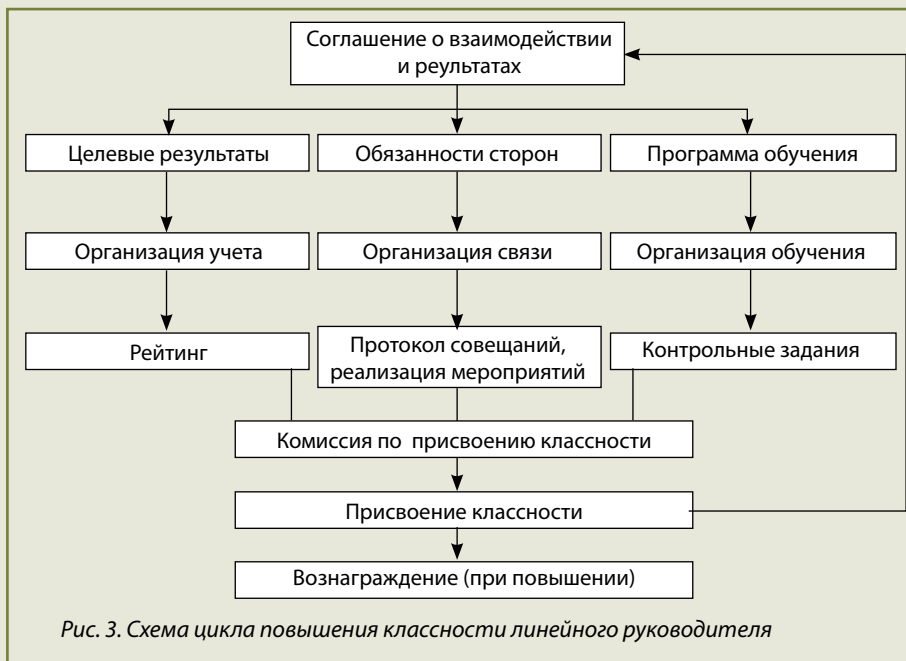 Соглашение о взаимодействии
и реультатах
Целевые результаты
Обязанности сторон
Программа обучения
Организация учета
Организация связи
Организация обучения
Рейтинг
Протокол совещаний,
реализация мероприятий
Контрольные задания
Комиссия по присвоению классности
Присвоение классности
Вознаграждение (при повышении)
Рис. 3. Схема цикла повышения классности линейного руководителя